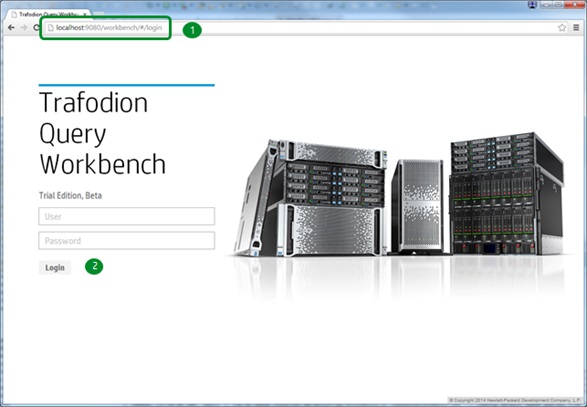 Trafodion Query Workb
localhost:9080/workbench/#/login
1
Trafodion
Query
Workbench
Trial Edition, Beta
User
Password
Login
2
© Copyright 2014 Hewlett-Packard Development Company, L.P.